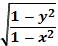 √((1 − y²)/(1 − x²))